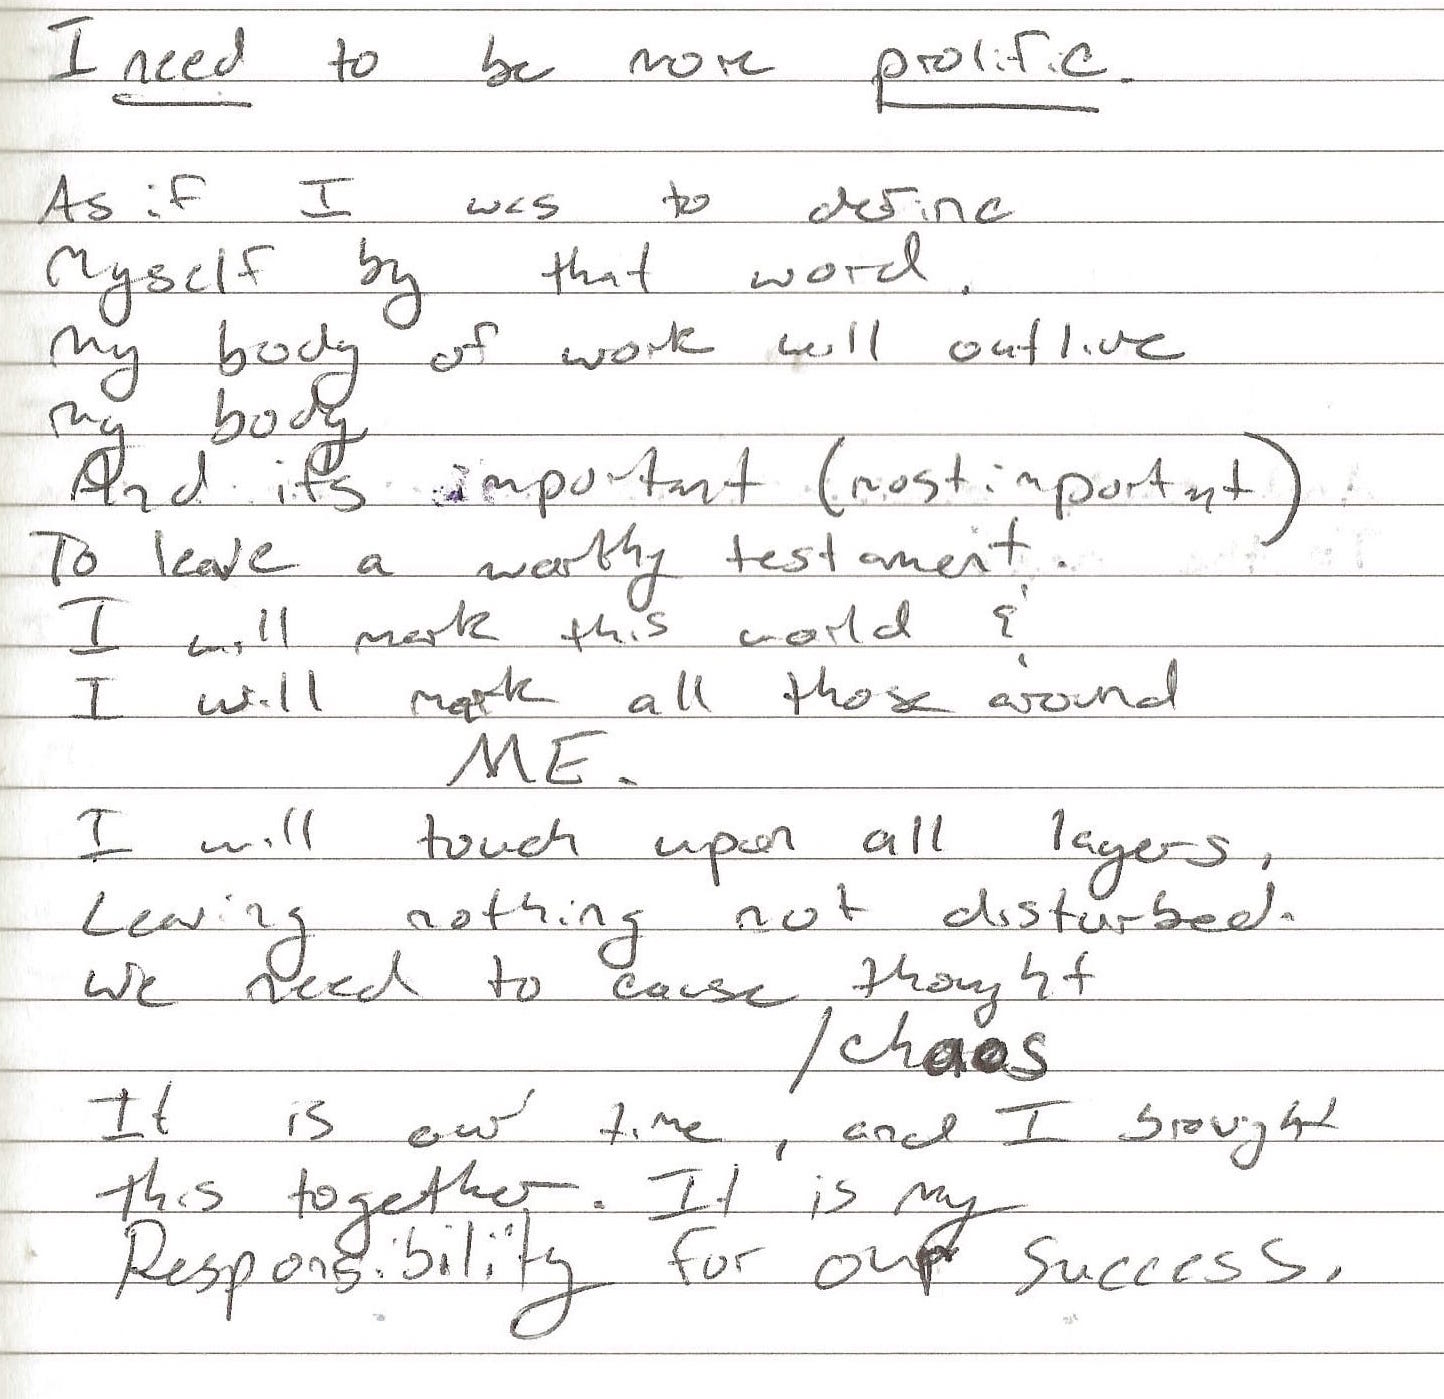 I need to be more prolific.
As if I was to define
Myself by that word.
My body of work will outlive
my body
And it's important (most important)
To leave a worthy testament.
I will mark this world &
I will mark all those around
ME.
I will touch upon all layers,
Leaving nothing not disturbed.
We need to cause thought
/chaos
It is our time, and I brought
this together. It is my
Responsibility for our success.